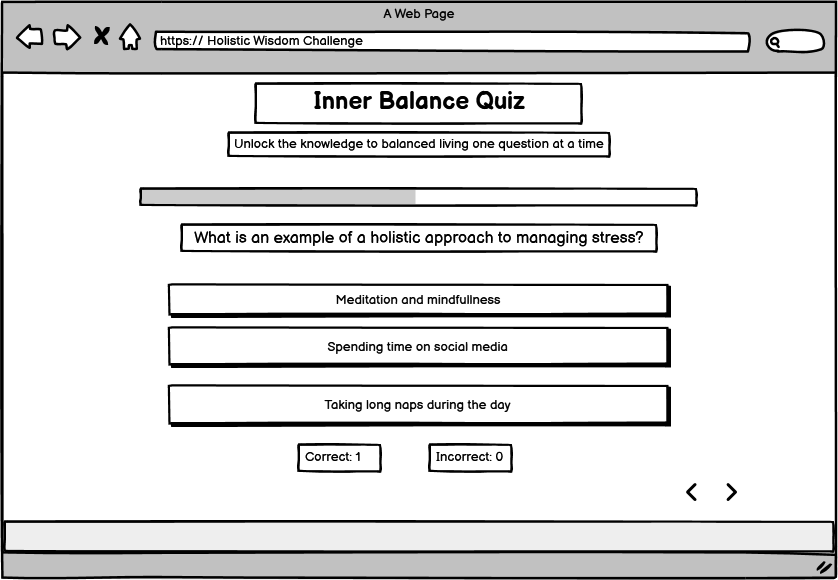 A Web Page
https:// Holistic Wisdom Challenge
Inner Balance Quiz
Unlock the knowledge to balanced living one question at a time
What is an example of a holistic approach to managing stress?
Meditation and mindfullness
Spending time on social media
Taking long naps during the day
Correct: 1 Incorrect: 0